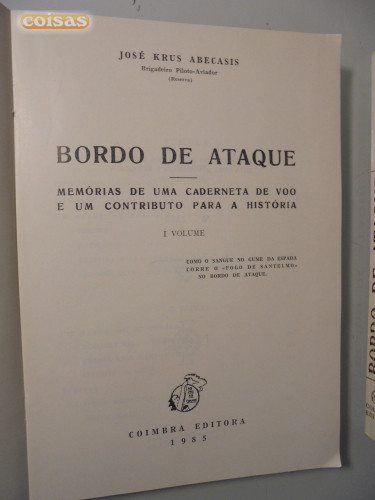 coisas
JOSÉ KRUS ABECASIS
Brigadeiro Piloto-Aviador
(Reserva)
BORDO DE ATAQUE
MEMÓRIAS DE UMA CADERNETA DE VOO
E UM CONTRIBUTO PARA A HISTÓRIA
I VOLUME
COMO O SANGUE NO GUME DA ESPADA
CORRE O «FOGO DE SANTELMO»
NO BORDO DE ATAQUE.
COIMBRA EDITORA
1985
BORDO DE ATAQUE